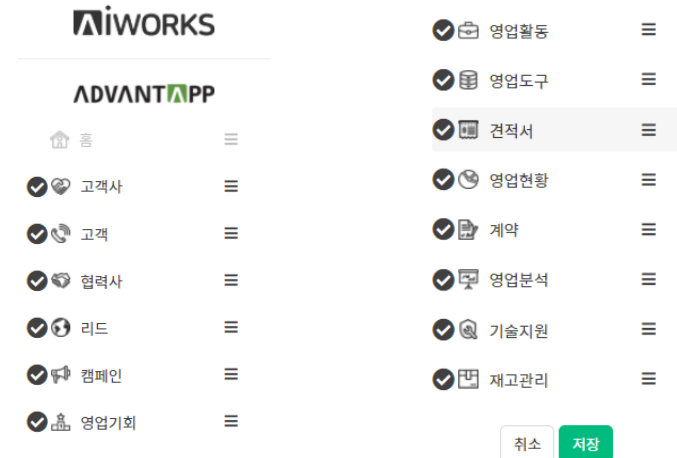 AiWORKS
ADVANTAPP
홈
고객사
고객
협력사
리드
캠페인
영업기회
영업활동
영업도구
견적서
영업현황
계약
영업분석
기술지원
재고관리
취소 저장